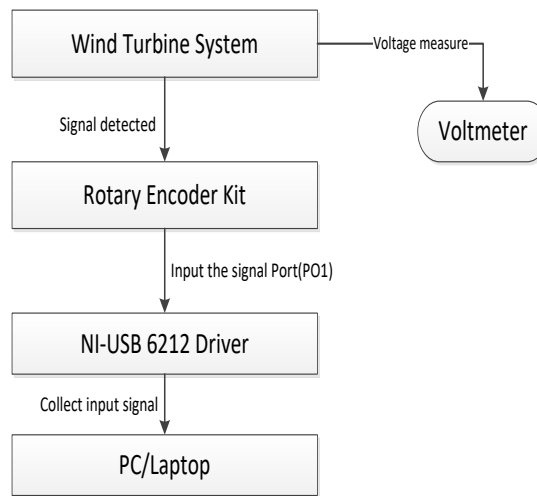 Wind Turbine System
Voltage measure
Voltmeter
Signal detected
Rotary Encoder Kit
Input the signal Port(PO1)
NI-USB 6212 Driver
Collect input signal
PC/Laptop